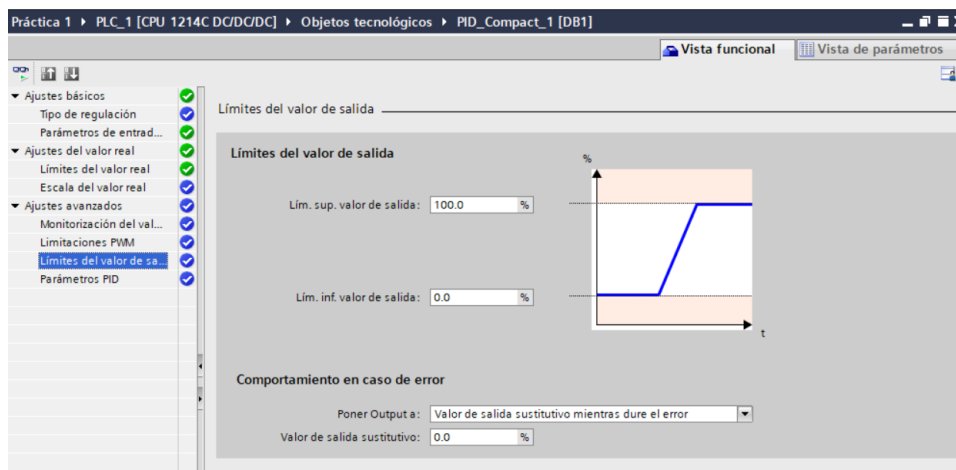 Práctica 1 ▸ PLC_1 [CPU 1214C DC/DC/DC] ▸ Objetos tecnológicos ▸ PID_Compact_1 [DB1]
Vista funcional
Vista de parámetros
Ajustes básicos
Tipo de regulación
Parámetros de entrad...
Ajustes del valor real
Límites del valor real
Escala del valor real
Ajustes avanzados
Monitorización del val...
Limitaciones PWM
Límites del valor de sa...
Parámetros PID
Límites del valor de salida
Límites del valor de salida
%
Lím. sup. valor de salida: 100.0 %
Lím. inf. valor de salida: 0.0 %
t
Comportamiento en caso de error
Poner Output a: Valor de salida sustitutivo mientras dure el error
Valor de salida sustitutivo: 0.0 %